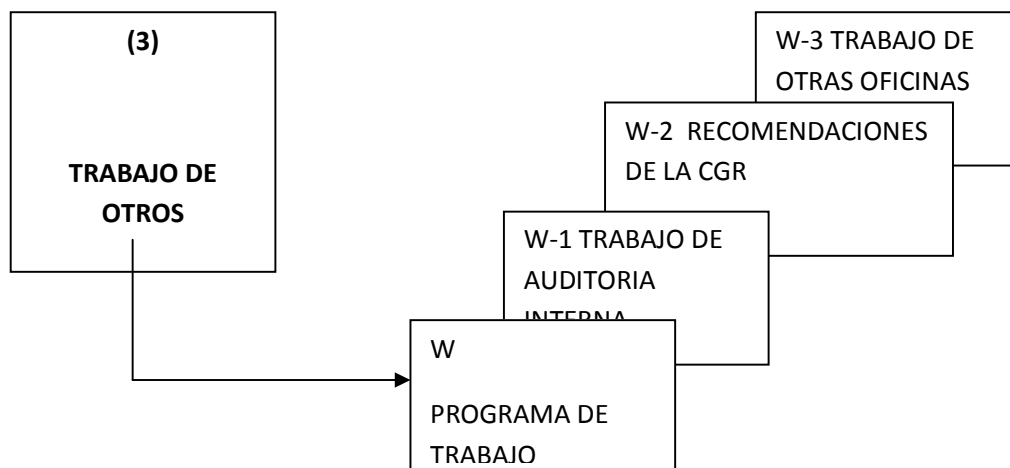 (3)
TRABAJO DE
OTROS
W-3 TRABAJO DE
OTRAS OFICINAS
W-2 RECOMENDACIONES
DE LA CGR
W-1 TRABAJO DE
AUDITORIA
INTERNA
W
PROGRAMA DE
TRABAJO